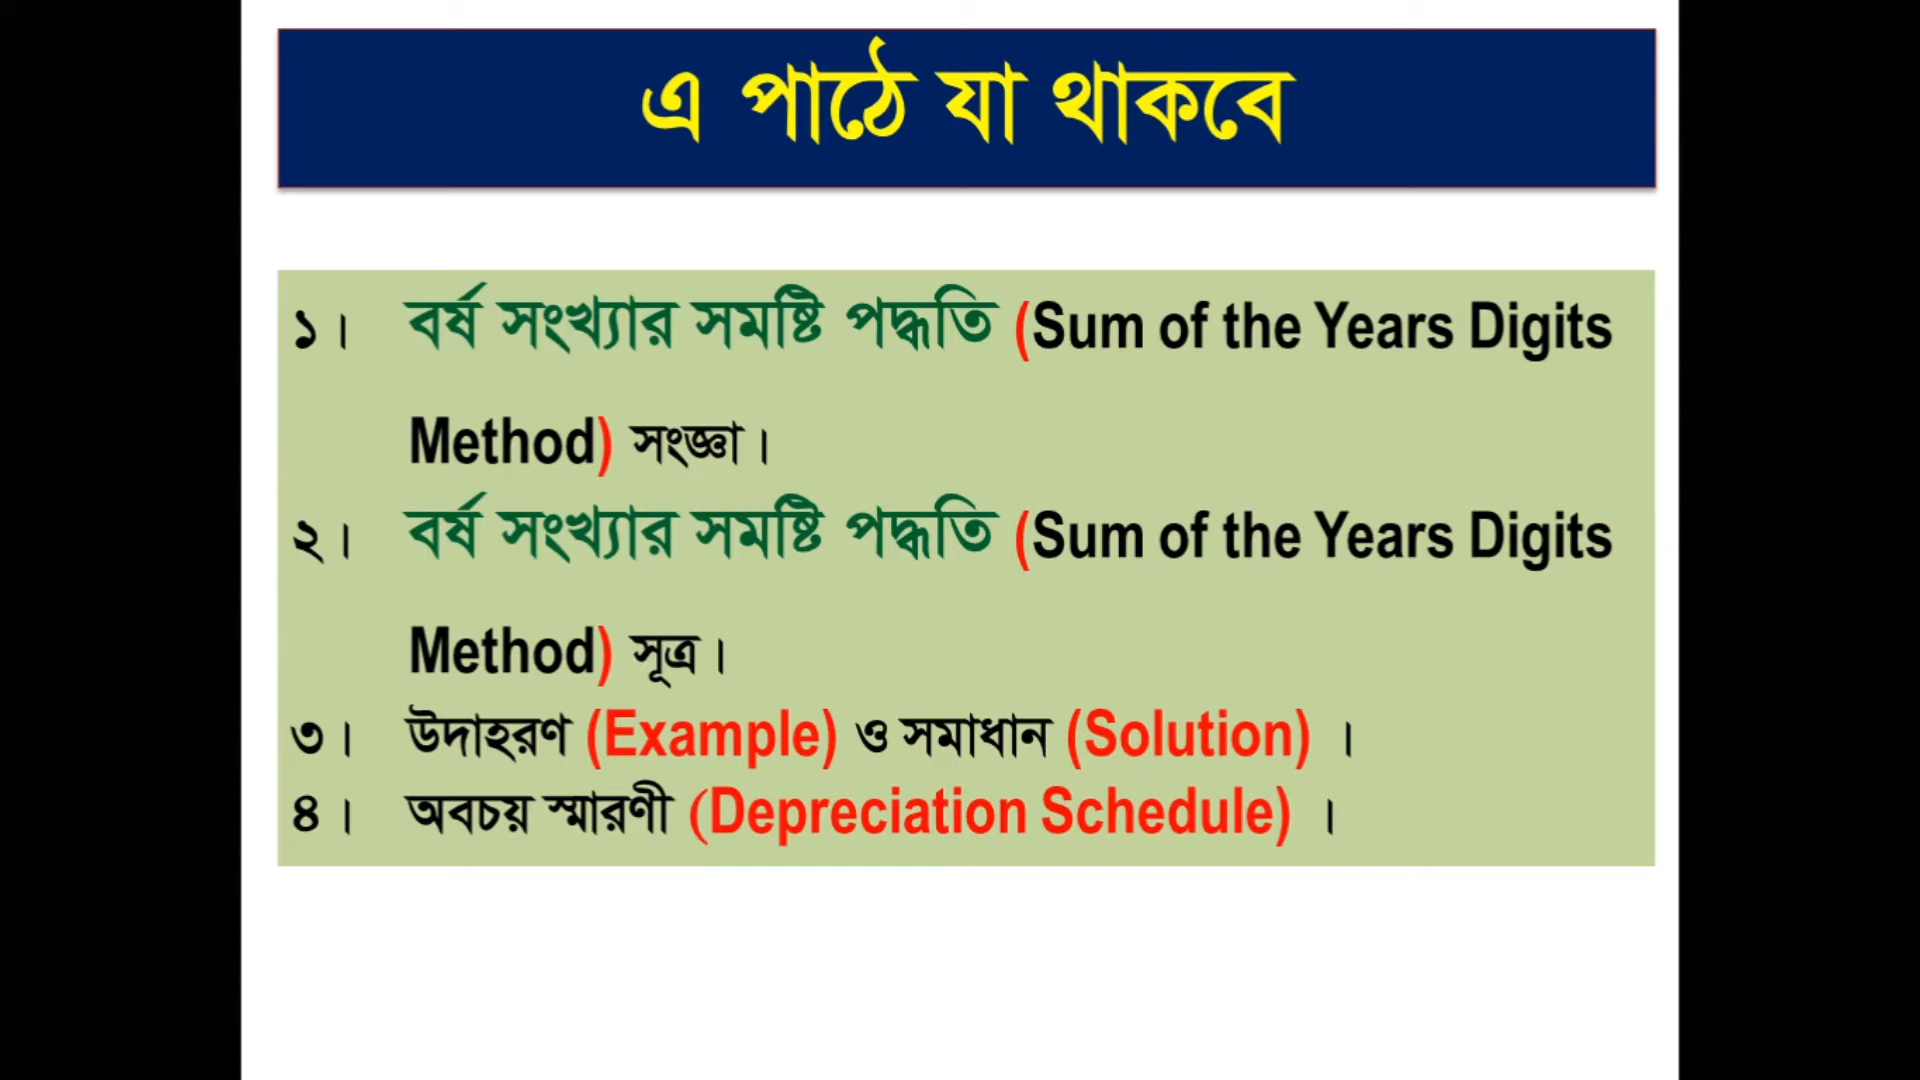 এ পাঠে যা থাকবে
১। বর্ষ সংখ্যার সমষ্টি পদ্ধতি (Sum of the Years Digits
Method) সংজ্ঞা।
২। বর্ষ সংখ্যার সমষ্টি পদ্ধতি (Sum of the Years Digits
Method) সূত্র।
৩। উদাহরণ (Example) ও সমাধান (Solution) ।
৪। অবচয় স্মারণী (Depreciation Schedule) ।